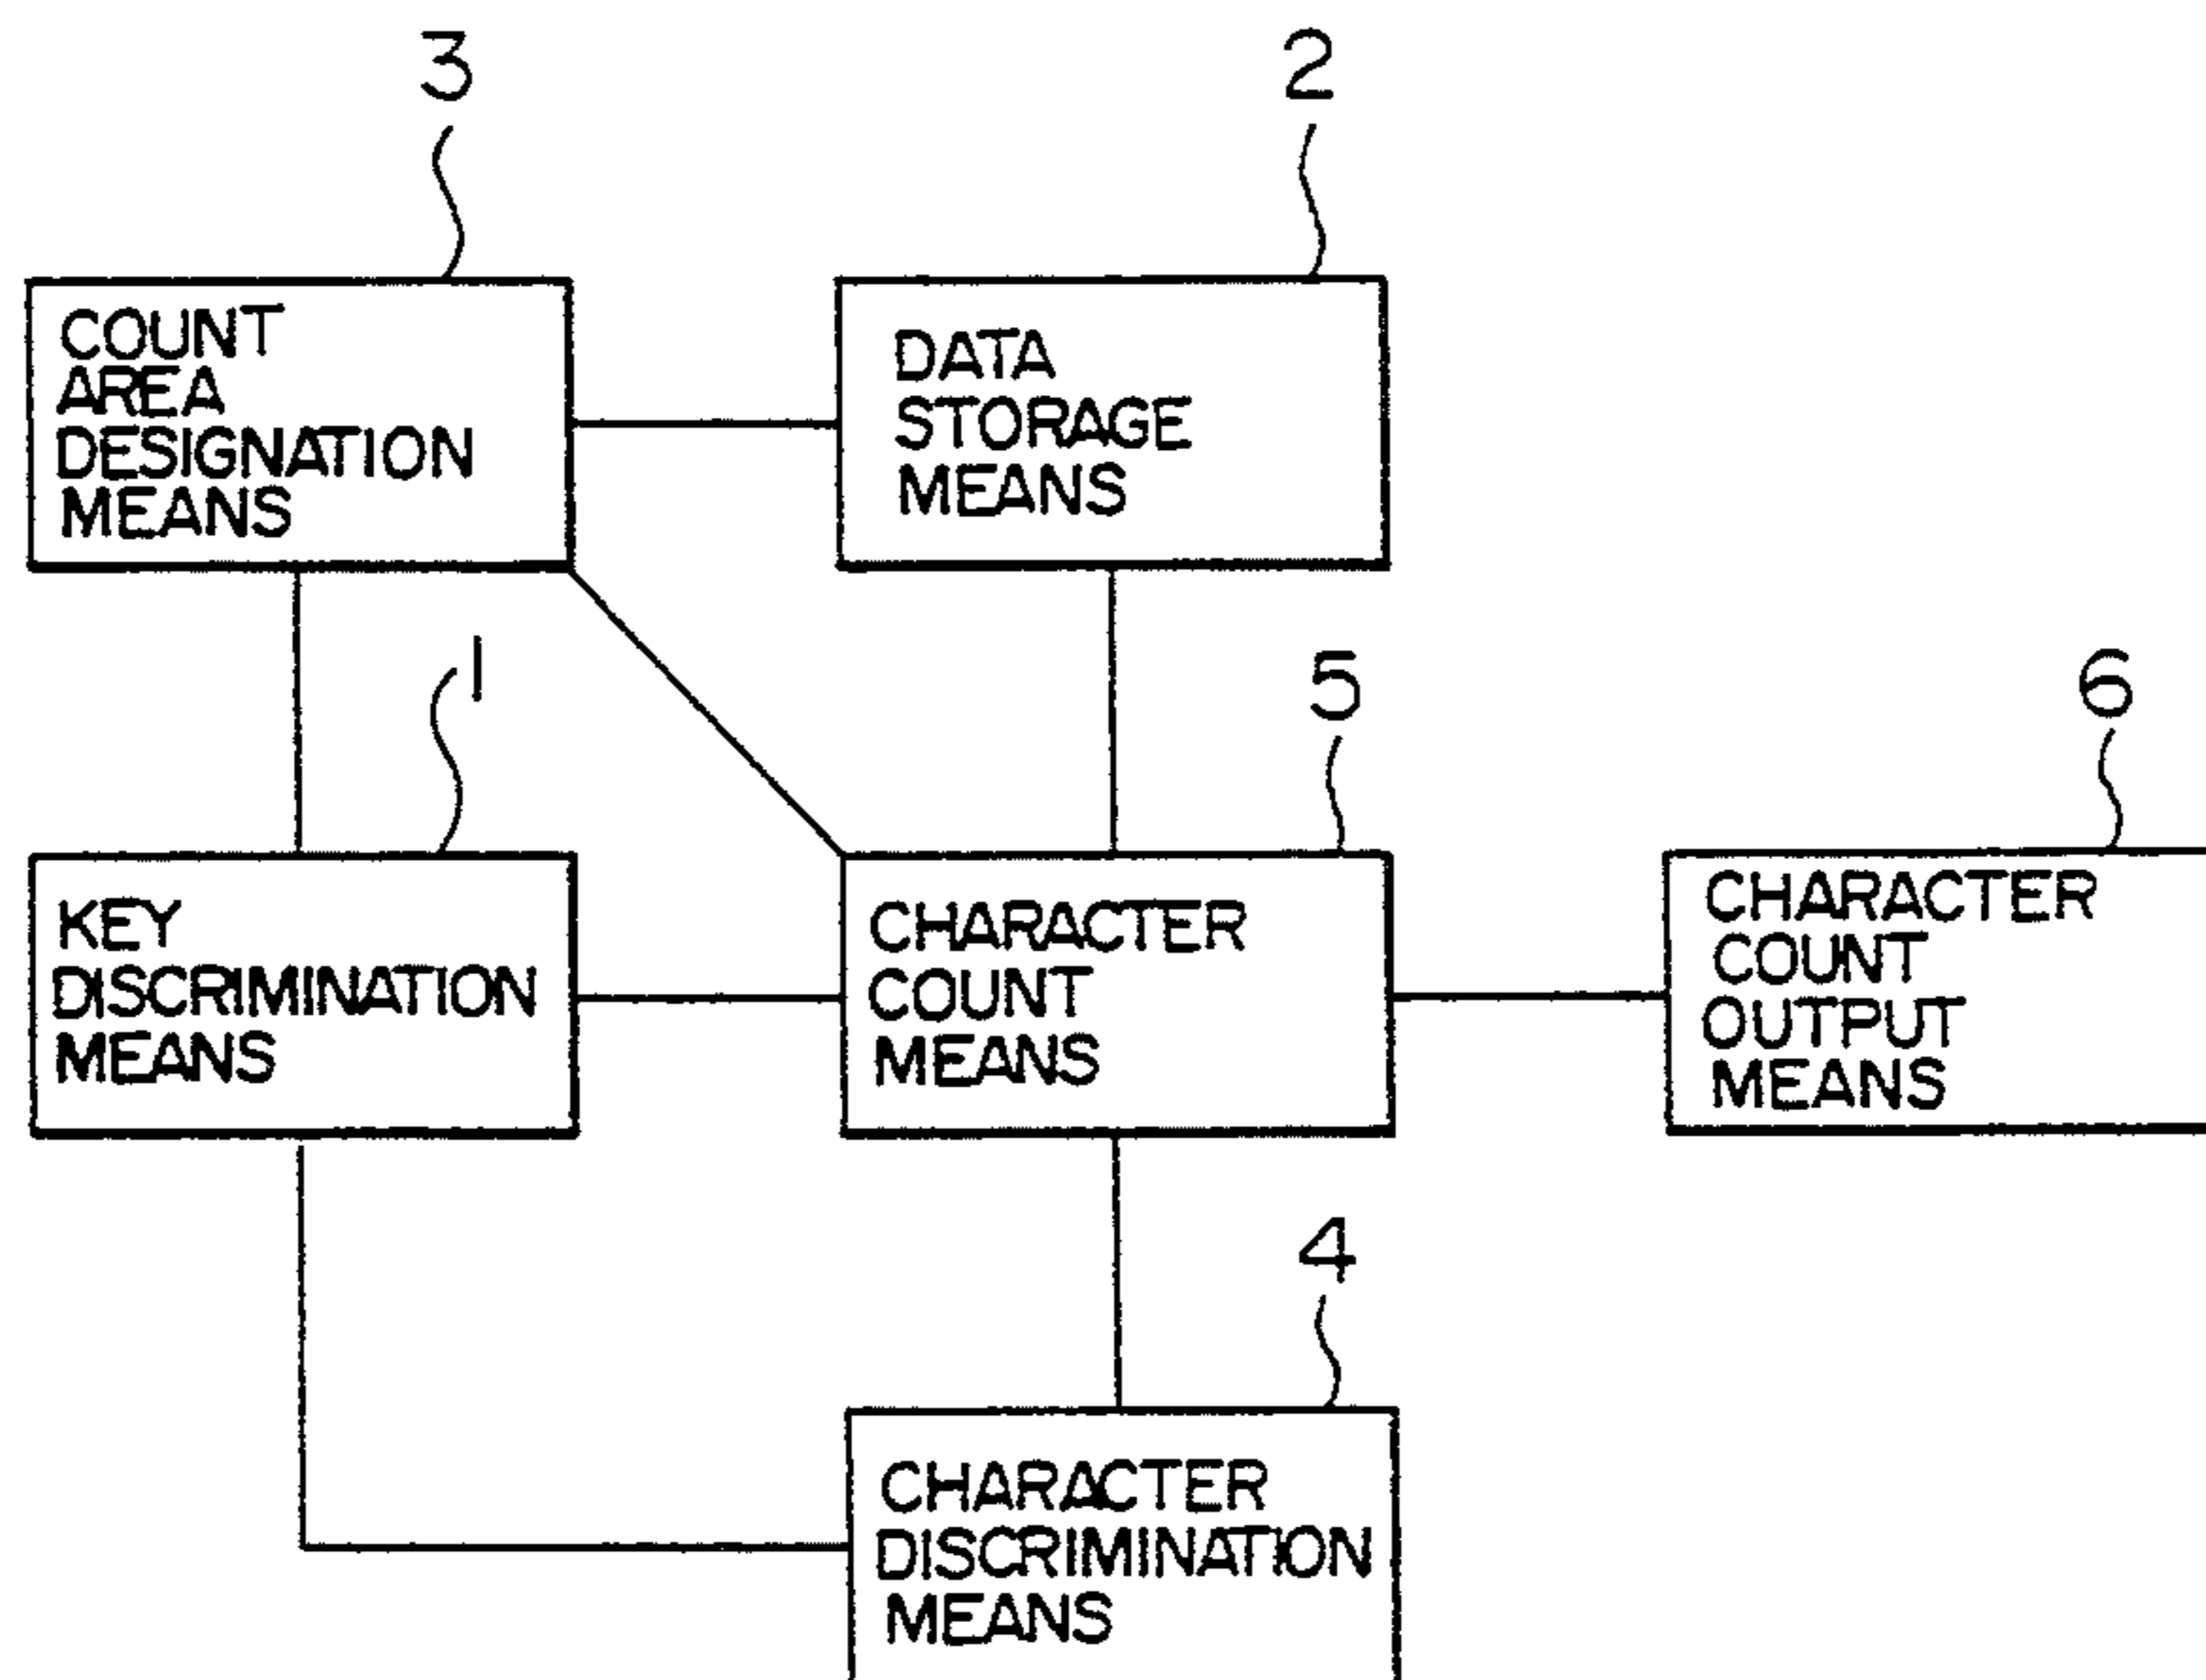 3
2
COUNT
AREA
DESIGNATION
MEANS
DATA
STORAGE
MEANS
1
5
6
KEY
DISCRIMINATION
MEANS
CHARACTER
COUNT
MEANS
CHARACTER
COUNT
OUTPUT
MEANS
4
CHARACTER
DISCRIMINATION
MEANS